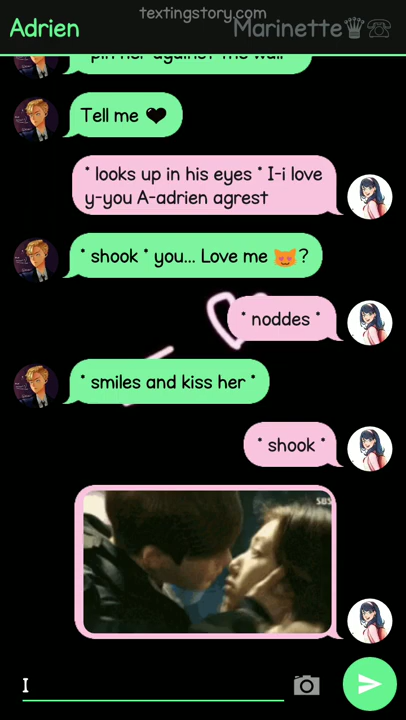 textingstory.com
Adrien
Marinette♛☏
* pin her against the wall *
Tell me ♥
* looks up in his eyes * I-i love
y-you A-adrien agrest
* shook * you... Love me 😻?
* noddes *
* smiles and kiss her *
* shook *
SBS
I